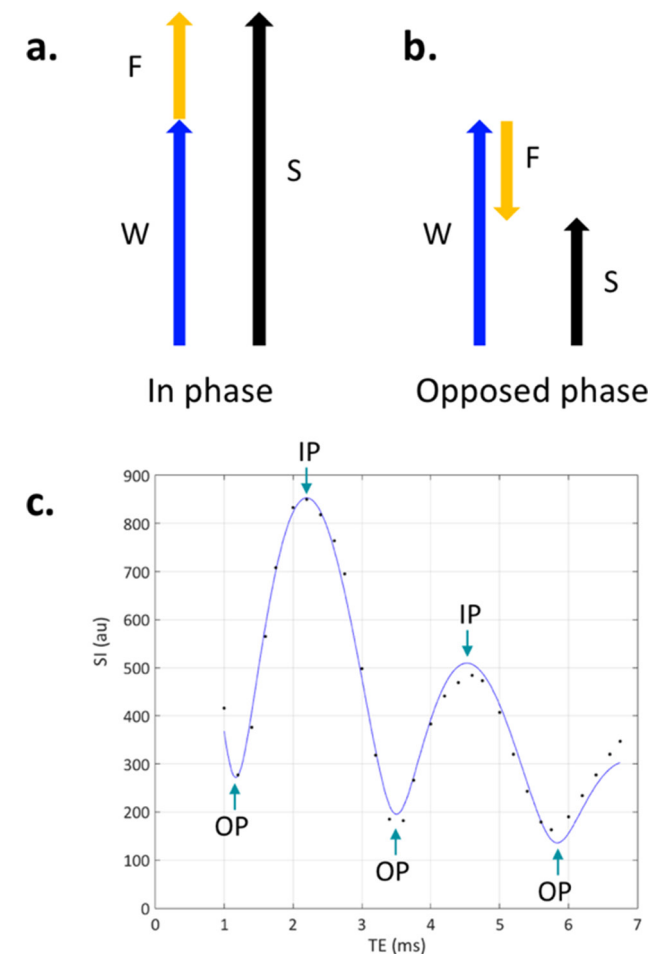 a.
b.
F
S
W
F
W
S
In phase
Opposed phase
c.
IP
900
800
700
600
500
400
300
200
100
0
SI (au)
IP
OP
OP
OP
0 1 2 3 4 5 6 7
TE (ms)